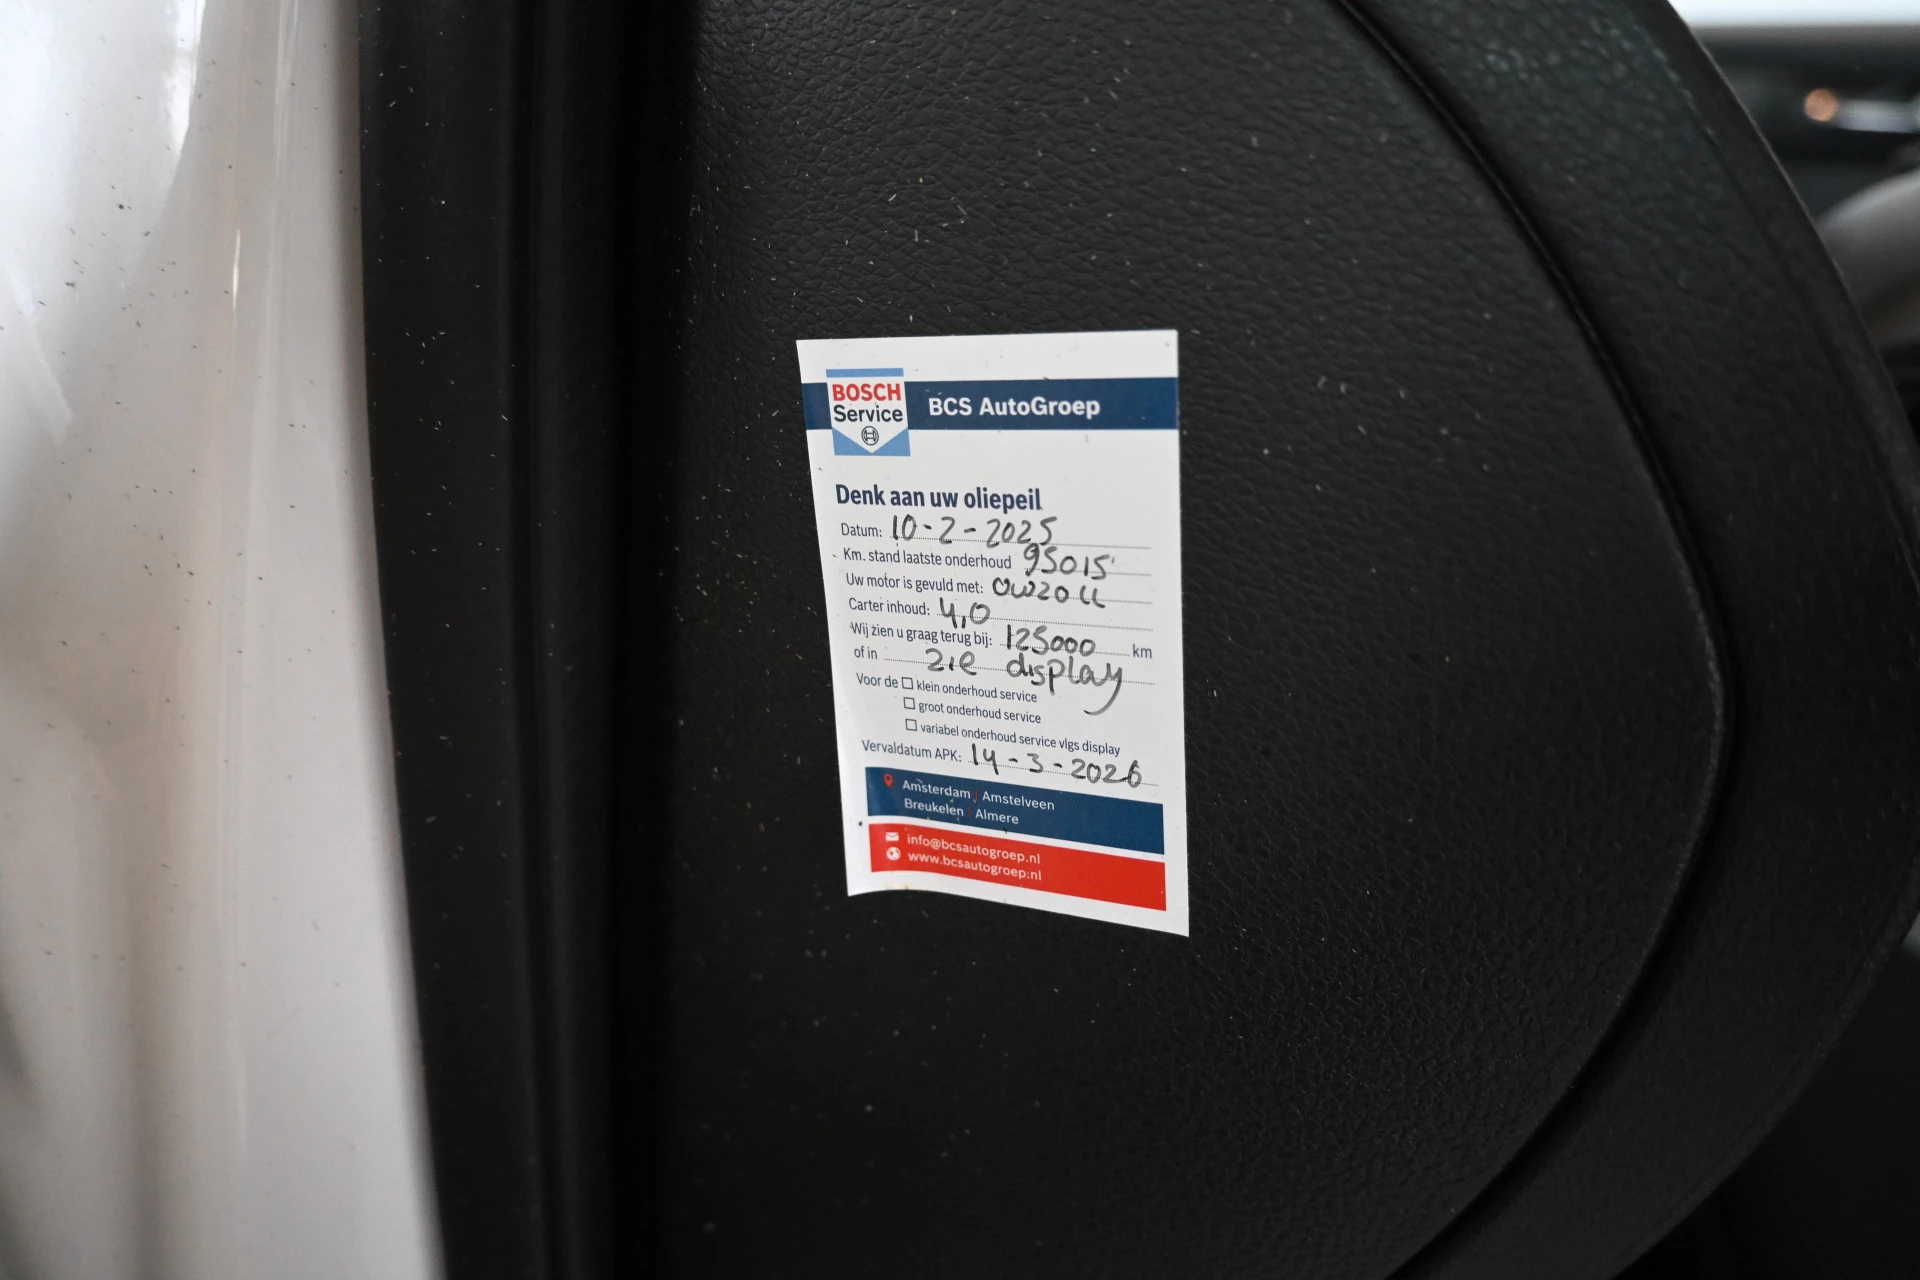 BOSCH
Service
BCS AutoGroep
Denk aan uw oliepeil
Datum: 10-2-2025
Km. stand laatste onderhoud 95015
Uw motor is gevuld met: 0W20LL
Carter inhoud: 4,0
Wij zien u graag terug bij: 125000 km
of in zie display
Voor de ☐ klein onderhoud service
☐ groot onderhoud service
☐ variabel onderhoud service vlgs display
Vervaldatum APK: 14-3-2026
Amsterdam | Amstelveen
Breukelen | Almere
info@bcsautogroep.nl
www.bcsautogroep.nl